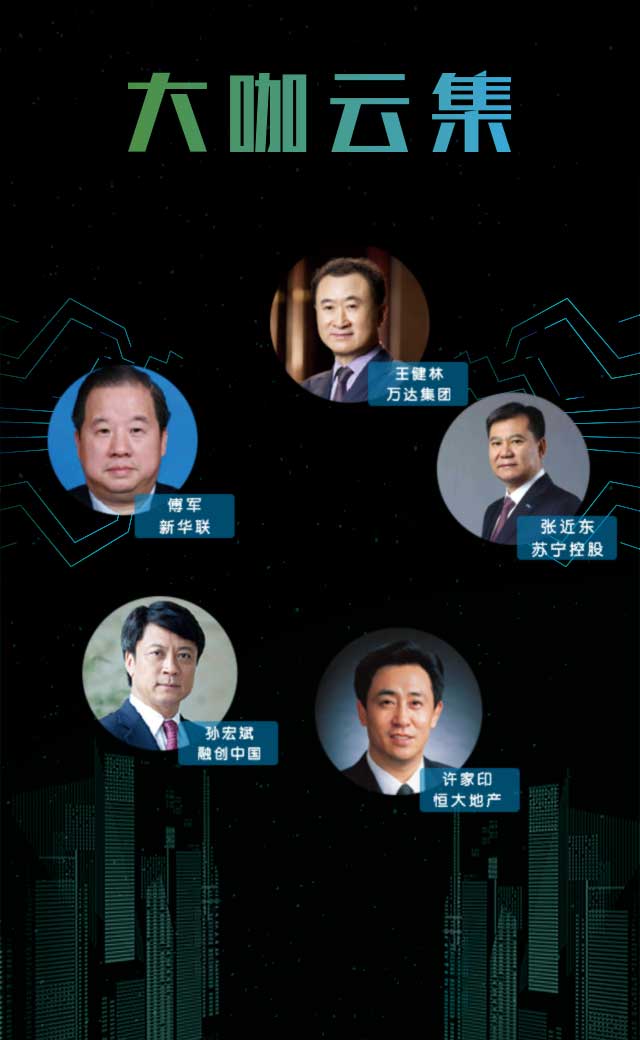 大咖云集
王健林
万达集团
傅军
新华联
张近东
苏宁控股
孙宏斌
融创中国
许家印
恒大地产